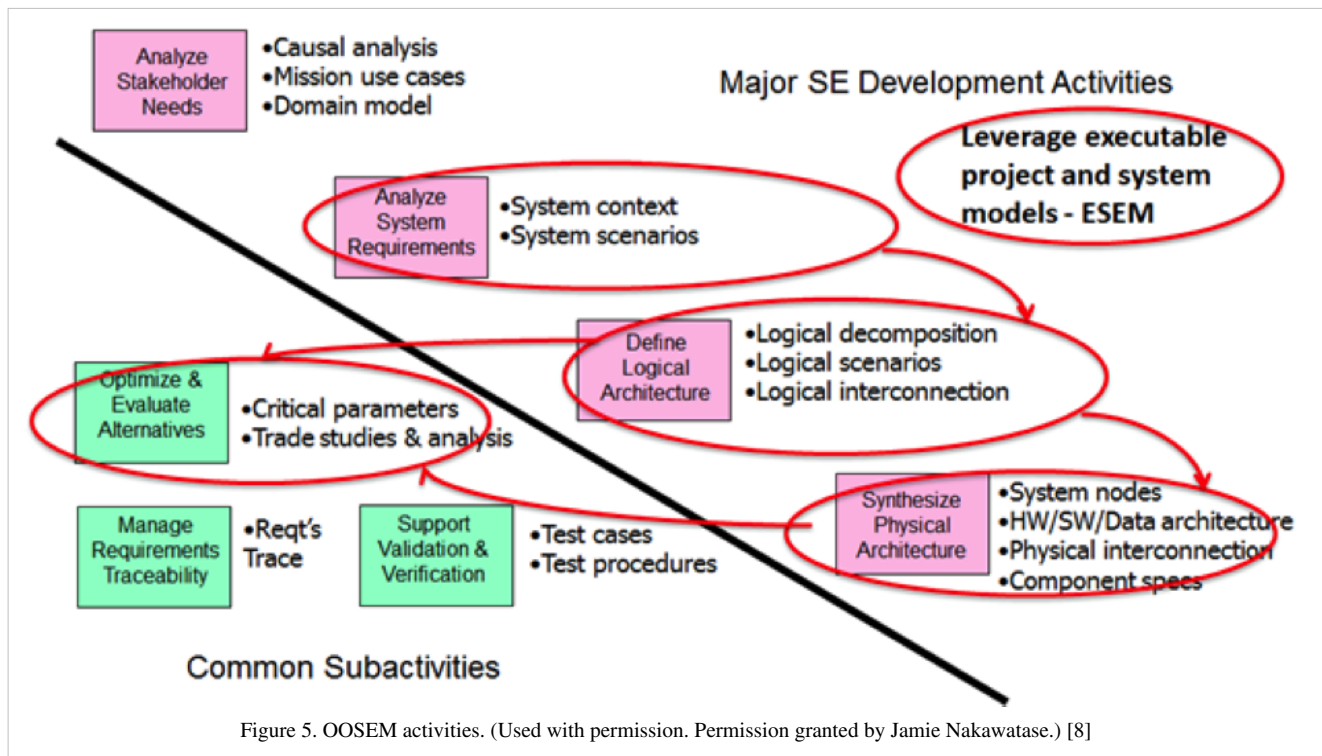 Analyze
Stakeholder
Needs
•Causal analysis
•Mission use cases
•Domain model
Major SE Development Activities
Leverage executable
project and system
models - ESEM
Analyze
System
Requirements
•System context
•System scenarios
Define
Logical
Architecture
•Logical decomposition
•Logical scenarios
•Logical interconnection
Optimize &
Evaluate
Alternatives
•Critical parameters
•Trade studies & analysis
Synthesize
Physical
Architecture
•System nodes
•HW/SW/Data architecture
•Physical interconnection
•Component specs
Manage
Requirements
Traceability
•Reqt's
Trace
Support
Validation &
Verification
•Test cases
•Test procedures
Common Subactivities
Figure 5. OOSEM activities. (Used with permission. Permission granted by Jamie Nakawatase.) [8]